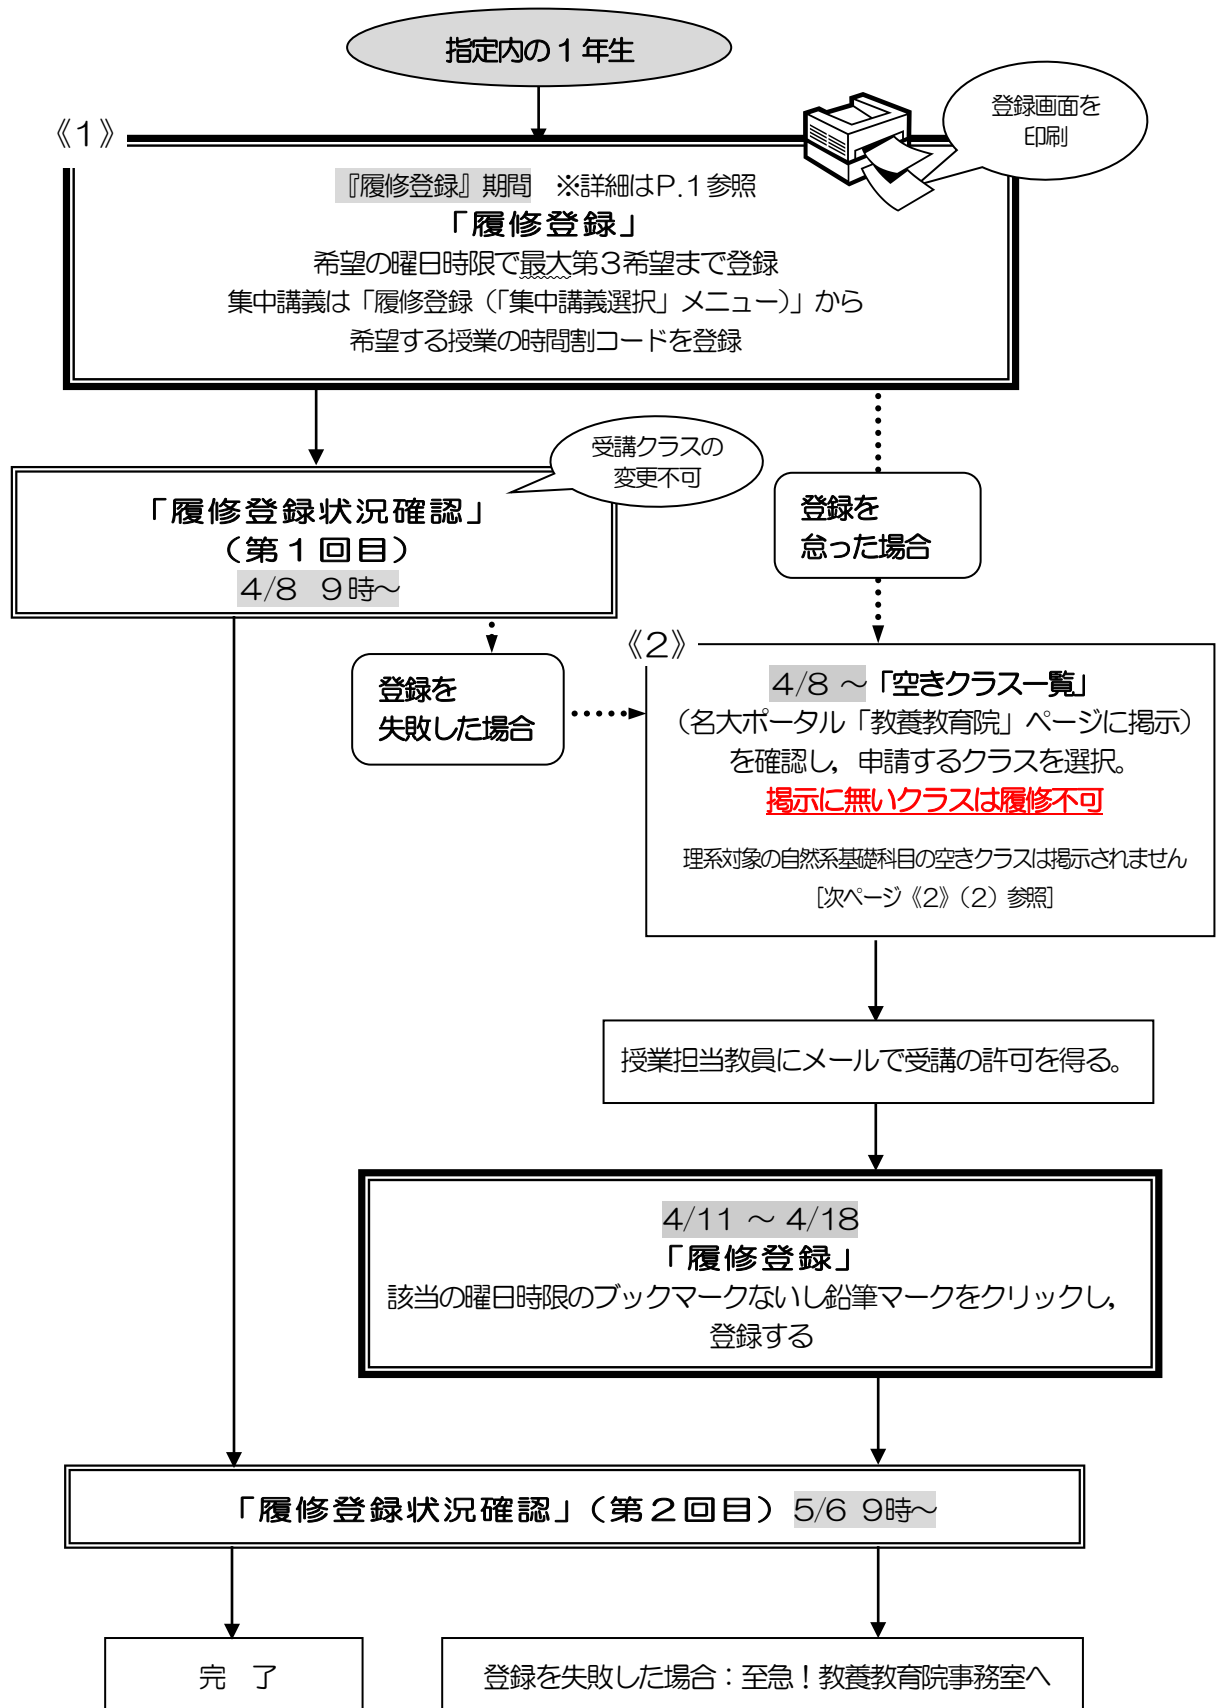 指定内の１年生
登録画面を
印刷
《1》
『履修登録』期間　※詳細はP.1参照
「履修登録」
希望の曜日時限で最大第３希望まで登録
集中講義は「履修登録（「集中講義選択」メニュー）」から
希望する授業の時間割コードを登録
受講クラスの
変更不可
「履修登録状況確認」
（第１回目）
4/8　9時～
登録を
怠った場合
登録を
失敗した場合
《2》
4/8 ～「空きクラス一覧」
（名大ポータル「教養教育院」ページに掲示）
を確認し，申請するクラスを選択。
掲示に無いクラスは履修不可
理系対象の自然系基礎科目の空きクラスは掲示されません
［次ページ《2》（2）参照］
授業担当教員にメールで受講の許可を得る。
4/11 ～ 4/18
「履修登録」
該当の曜日時限のブックマークないし鉛筆マークをクリックし，
登録する
「履修登録状況確認」（第２回目） 5/6 9時～
完　了
登録を失敗した場合：至急！教養教育院事務室へ